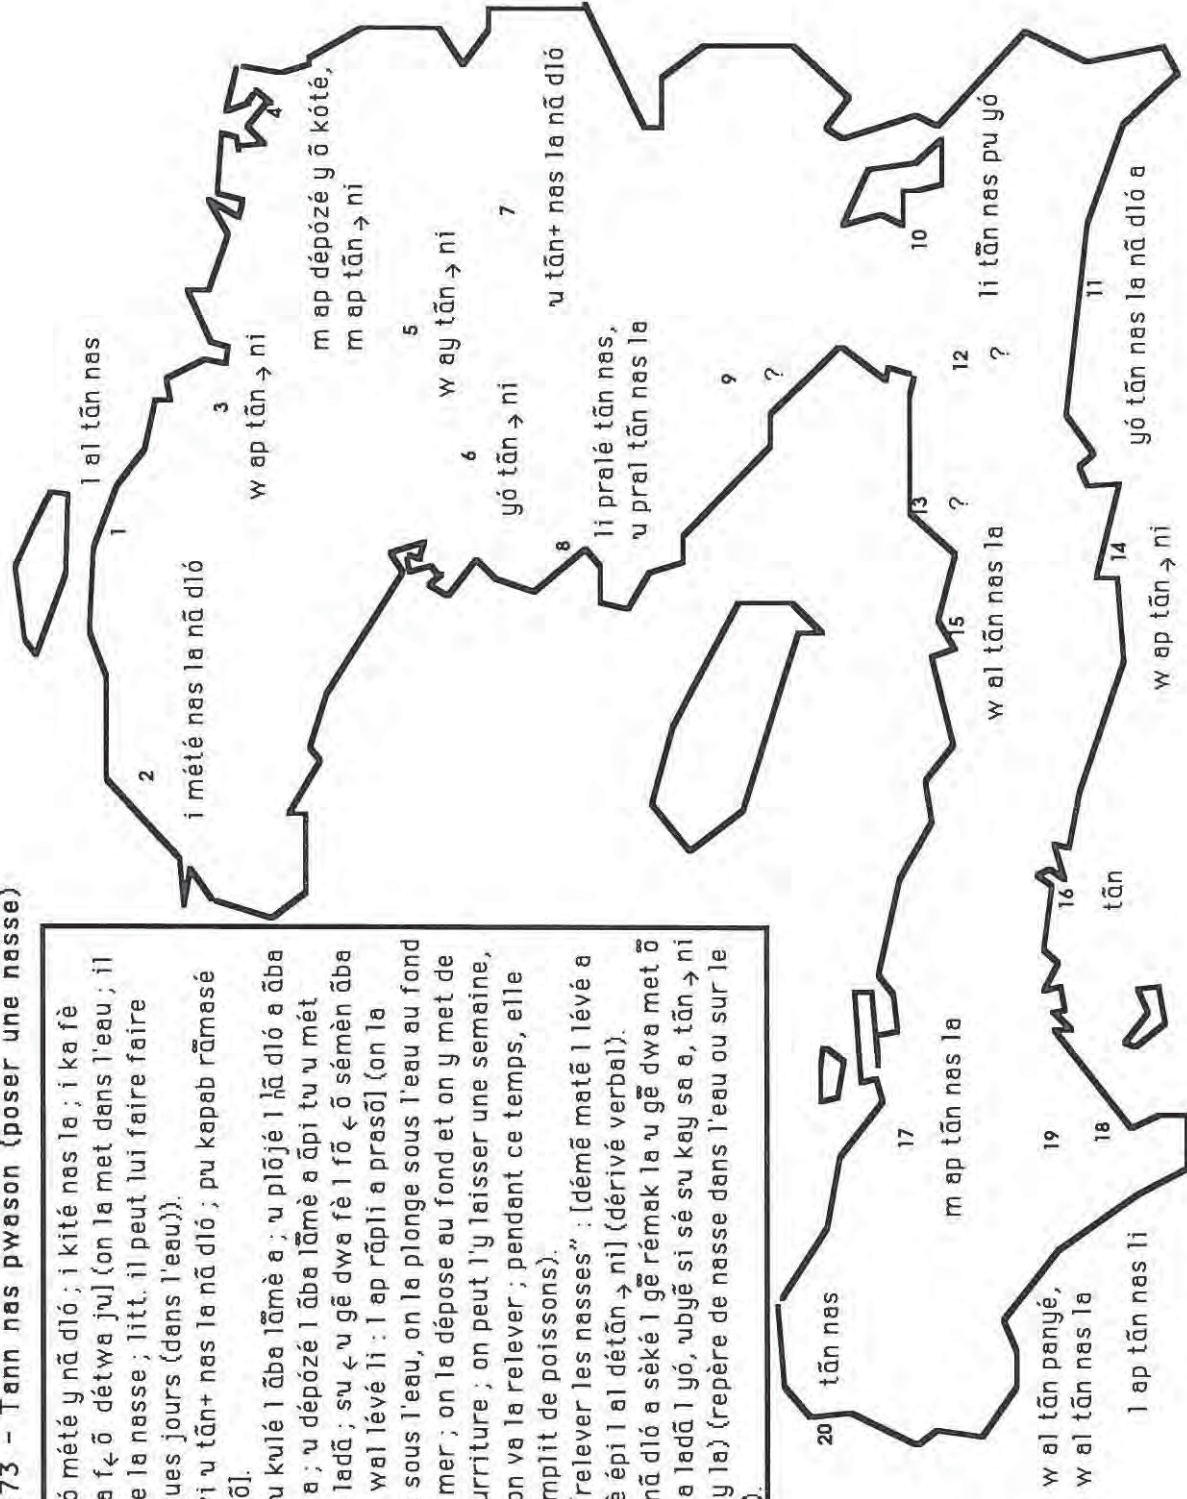 73 – Tann nas pwason (poser une nasse)
ó mété y nã dló ; i kité nas la ; i ka fè
a f← õ détwa jul (on la met dans l'eau ; il
e la nasse ; litt. il peut lui faire faire
ues jours (dans l'eau)).
i u tãn+ nas la nã dló ; pu kapab rãmasé
õ].
u kulé l ãba lãmè a ; u plõjé l nã dló a ãba
a ; u dépózé l ãba lãmè a ãpi tu u mét
ladã ; su ← u gẽ dwa fè l fõ ← õ sémèn ãba
wal lévé li : l ap rãpli a prasõ] (on la
sous l'eau, on la plonge sous l'eau au fond
mer ; on la dépose au fond et on y met de
urriture ; on peut l'y laisser une semaine,
on va la relever ; pendant ce temps, elle
mplit de poissons).
relever les nasses" : [démẽ matẽ l lévé a
é épi l al détãn → ni] (dérivé verbal).
nã dló a sèké l gẽ rémak la u gẽ dwa met õ
a ladã l yó, ubyẽ si sé su kay sa a, tãn → ni
y la) (repère de nasse dans l'eau ou sur le
).
1
l al tãn nas
2
i mété nas la nã dló
3
w ap tãn → ni
4
m ap dépózé y õ kóté,
m ap tãn → ni
5
w ay tãn → ni
6
yó tãn → ni
7
u tãn+ nas la nã dló
8
li pralé tãn nas,
u pral tãn nas la
9
?
10
li tãn nas pu yó
11
yó tãn nas la nã dló a
12
?
13
?
14
w ap tãn → ni
15
w al tãn nas la
16
tãn
17
m ap tãn nas la
18
l ap tãn nas li
19
w al tãn panyé,
w al tãn nas la
20
tãn nas